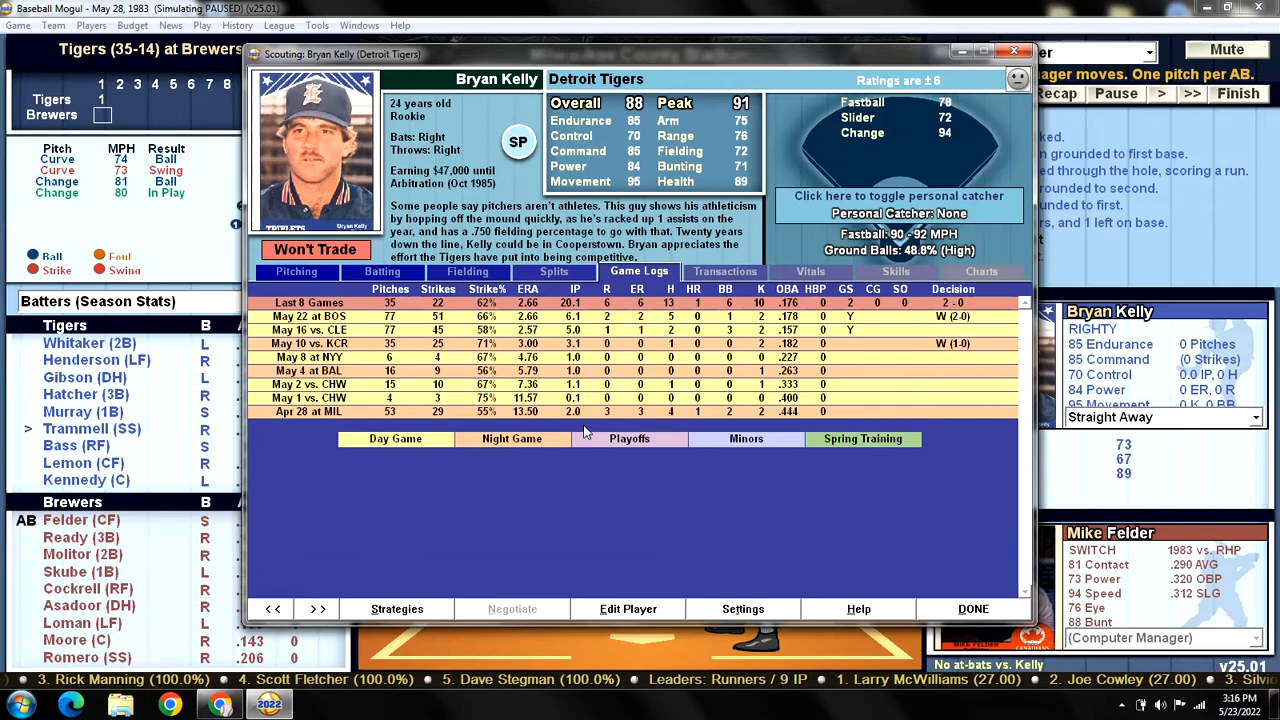 Baseball Mogul - May 28, 1983 (Simulating PAUSED) (v25.01)
Game Team Players Budget News Play History League Tools Windows Help
Tigers (35-14) at Brewers
1 2 3 4 5 6 7 8
Tigers 1
Brewers
Pitch MPH Result
Curve 74 Ball
Curve 73 Swing
Change 81 Ball
Change 80 In Play
Ball Foul
Strike Swing
Batters (Season Stats)
Tigers B
Whitaker (2B) L
Henderson (LF) R
Gibson (DH) L
Hatcher (3B) R
Murray (1B) S
> Trammell (SS) R
Bass (RF) S
Lemon (CF) R
Kennedy (C) L
Brewers B
AB Felder (CF) S
Ready (3B) R
Molitor (2B) R
Skube (1B) L
Cockrell (RF) R
Asadoor (DH) R
Loman (LF) L
Moore (C) R .143 0
Romero (SS) R .206 0
Scouting: Bryan Kelly (Detroit Tigers)
Bryan Kelly Detroit Tigers
TRIPLETS Bryan Kelly
Won't Trade
24 years old
Rookie
Bats: Right
Throws: Right
Earning $47,000 until
Arbitration (Oct 1985)
SP
Overall 88 Peak 91
Endurance 85 Arm 75
Control 70 Range 76
Command 85 Fielding 72
Power 84 Bunting 71
Movement 95 Health 89
Some people say pitchers aren't athletes. This guy shows his athleticism
by hopping off the mound quickly, as he's racked up 1 assists on the
year, and has a .750 fielding percentage to go with that. Twenty years
down the line, Kelly could be in Cooperstown. Bryan appreciates the
effort the Tigers have put into being competitive.
Ratings are ± 6
Fastball 78
Slider 72
Change 94
Click here to toggle personal catcher
Personal Catcher: None
Fastball: 90 - 92 MPH
Ground Balls: 48.8% (High)
Pitching Batting Fielding Splits Game Logs Transactions Vitals Skills Charts
Pitches Strikes Strike% ERA IP R ER H HR BB K OBA HBP GS CG SO Decision
Last 8 Games 35 22 62% 2.66 20.1 6 6 13 1 6 10 .176 0 2 0 0 2 - 0
May 22 at BOS 77 51 66% 2.66 6.1 2 2 5 0 1 2 .178 0 Y W (2-0)
May 16 vs. CLE 77 45 58% 2.57 5.0 1 1 2 0 3 2 .157 0 Y
May 10 vs. KCR 35 25 71% 3.00 3.1 0 0 1 0 0 2 .182 0 W (1-0)
May 8 at NYY 6 4 67% 4.76 1.0 0 0 0 0 0 0 .227 0
May 4 at BAL 16 9 56% 5.79 1.0 0 0 0 0 0 1 .263 0
May 2 vs. CHW 15 10 67% 7.36 1.1 0 0 1 0 0 1 .333 0
May 1 vs. CHW 4 3 75% 11.57 0.1 0 0 0 0 0 0 .400 0
Apr 28 at MIL 53 29 55% 13.50 2.0 3 3 4 1 2 2 .444 0
Day Game Night Game Playoffs Minors Spring Training
<< >> Strategies Negotiate Edit Player Settings Help DONE
Mute
nager moves. One pitch per AB.
Recap Pause > >> Finish
n grounded to first base.
ed through the hole, scoring a run.
rounded to second.
rs, and 1 left on base.
Bryan Kelly
RIGHTY
85 Endurance 0 Pitches
85 Command (0 Strikes)
70 Control 0.0 IP, 0 H
84 Power 0 ER, 0 R
95 Movement 0 BB, 0 K
Straight Away
73
67
89
Mike Felder
SWITCH 1983 vs. RHP
81 Contact .290 AVG
73 Power .320 OBP
94 Speed .312 SLG
76 Eye
88 Bunt
(Computer Manager)
No at-bats vs. Kelly v25.01
3. Rick Manning (100.0%) 4. Scott Fletcher (100.0%) 5. Dave Stegman (100.0%) Leaders: Runners / 9 IP 1. Larry McWilliams (27.00) 2. Joe Cowley (27.00) 3. Silvio
2022
3:16 PM
5/23/2022